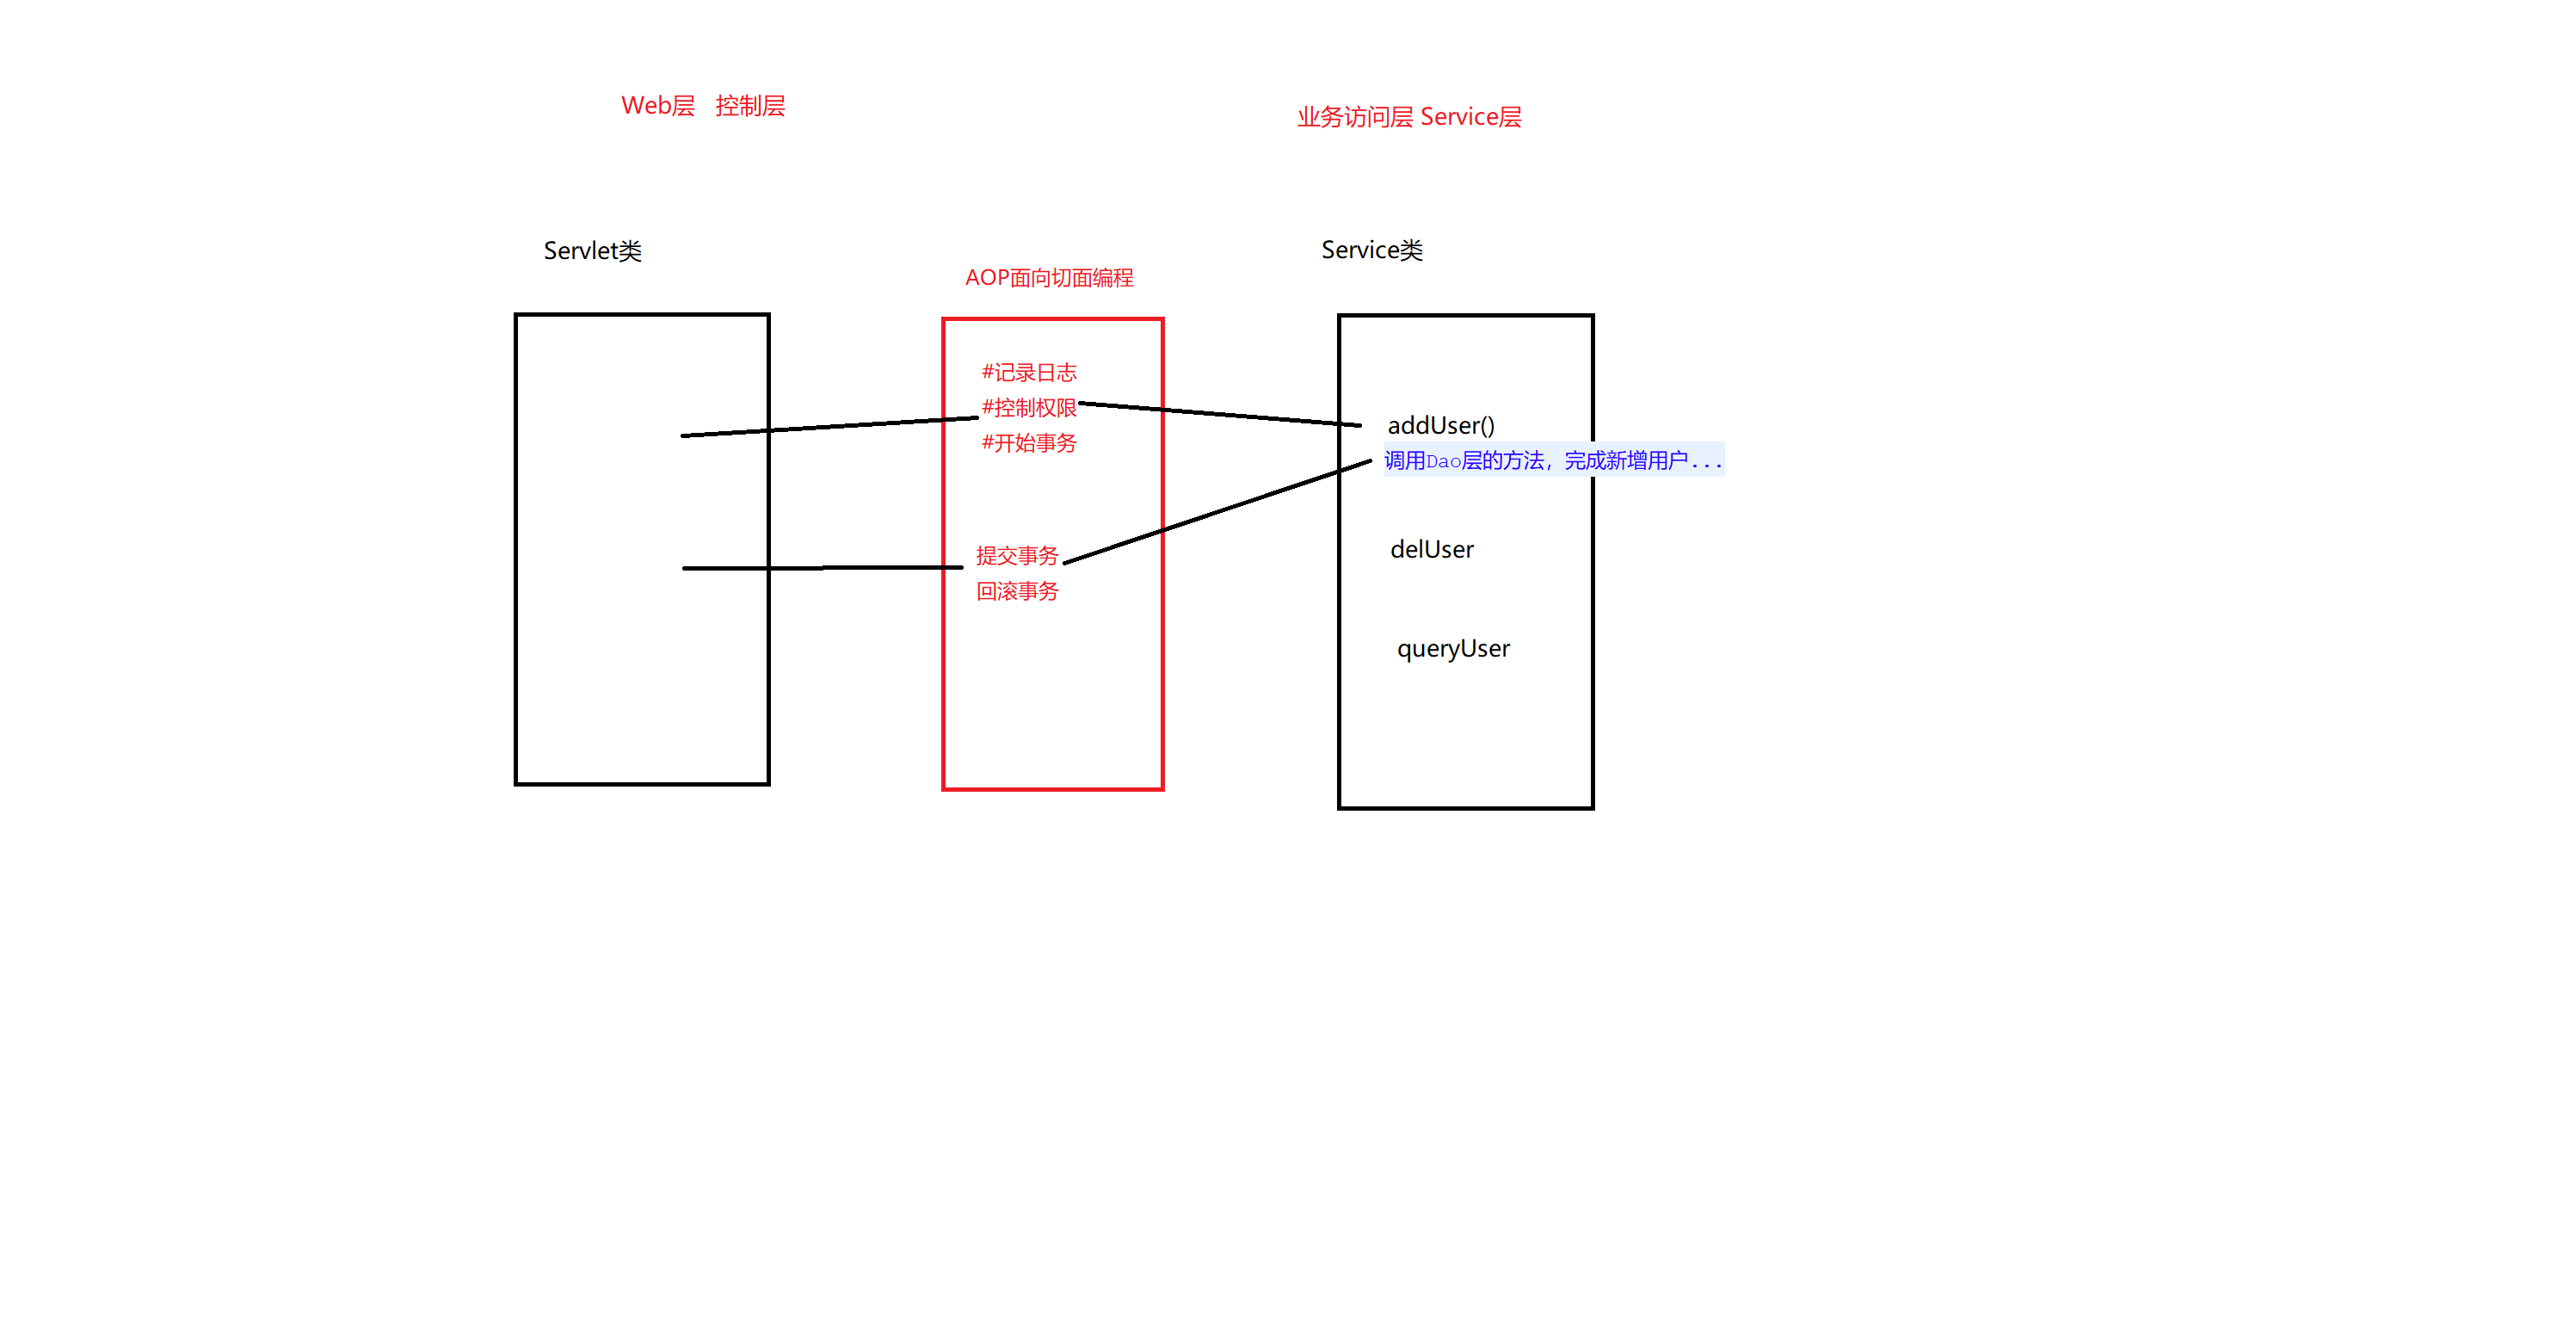 Web层 控制层
业务访问层 Service层
Servlet类
Service类
AOP面向切面编程
#记录日志
#控制权限
#开始事务
addUser()
调用Dao层的方法，完成新增用户...
提交事务
回滚事务
delUser
queryUser